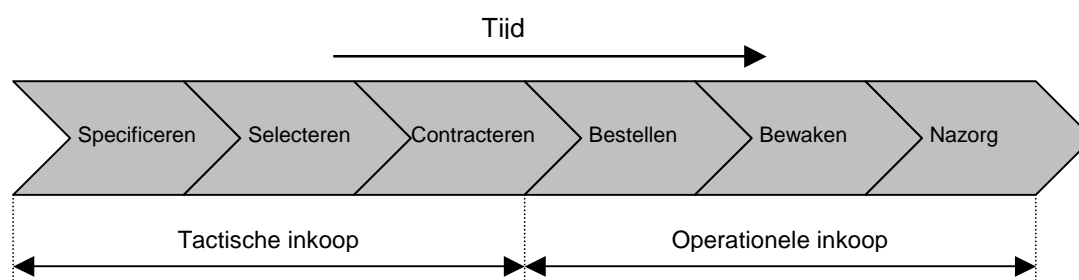 Tijd
Specificeren Selecteren Contracteren Bestellen Bewaken Nazorg
Tactische inkoop Operationele inkoop